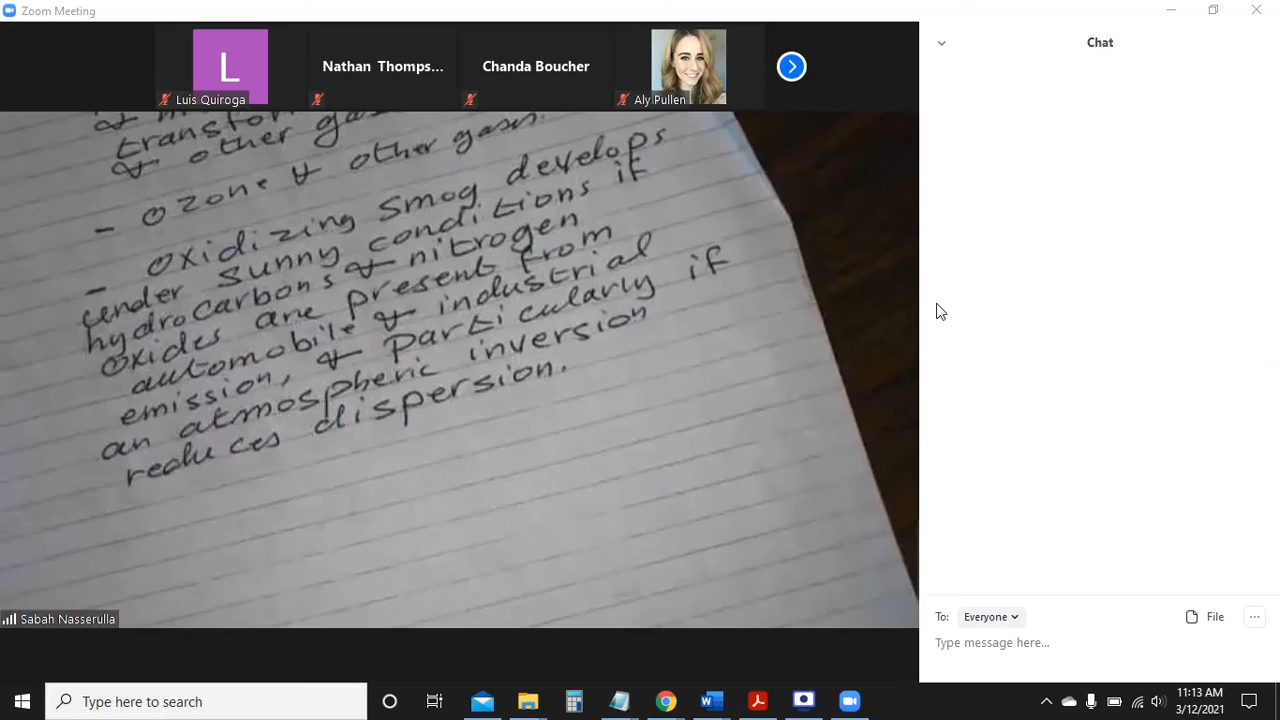 Zoom Meeting
L
Luis Quiroga
Nathan Thomps...
Chanda Boucher
Aly Pullen
Chat
transfor
& other gas
- Ozone & other gases.
- Oxidizing smog develops
under sunny conditions if
hydrocarbons & nitrogen
oxides are present from
automobile & industrial
emission, & particularly if
an atmospheric inversion
reduces dispersion.
Sabah Nasserulla
To: Everyone
File
Type message here...
Type here to search
11:13 AM
3/12/2021